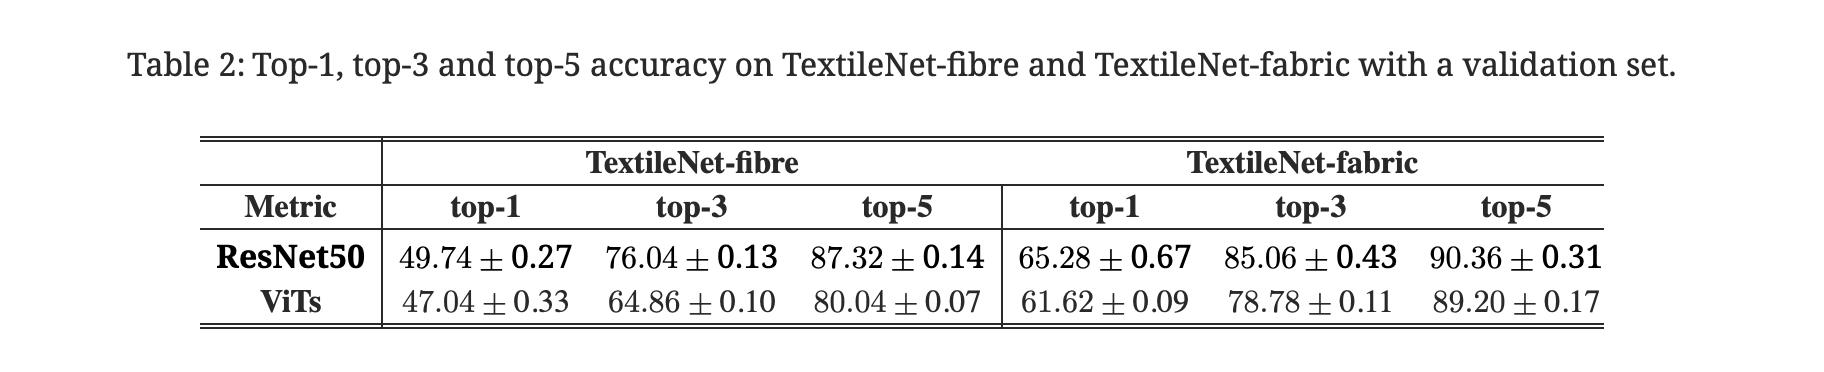 Table 2: Top-1, top-3 and top-5 accuracy on TextileNet-fibre and TextileNet-fabric with a validation set.
TextileNet-fibre TextileNet-fabric
Metric top-1 top-3 top-5 top-1 top-3 top-5
ResNet50 49.74 ± 0.27 76.04 ± 0.13 87.32 ± 0.14 65.28 ± 0.67 85.06 ± 0.43 90.36 ± 0.31
ViTs 47.04 ± 0.33 64.86 ± 0.10 80.04 ± 0.07 61.62 ± 0.09 78.78 ± 0.11 89.20 ± 0.17